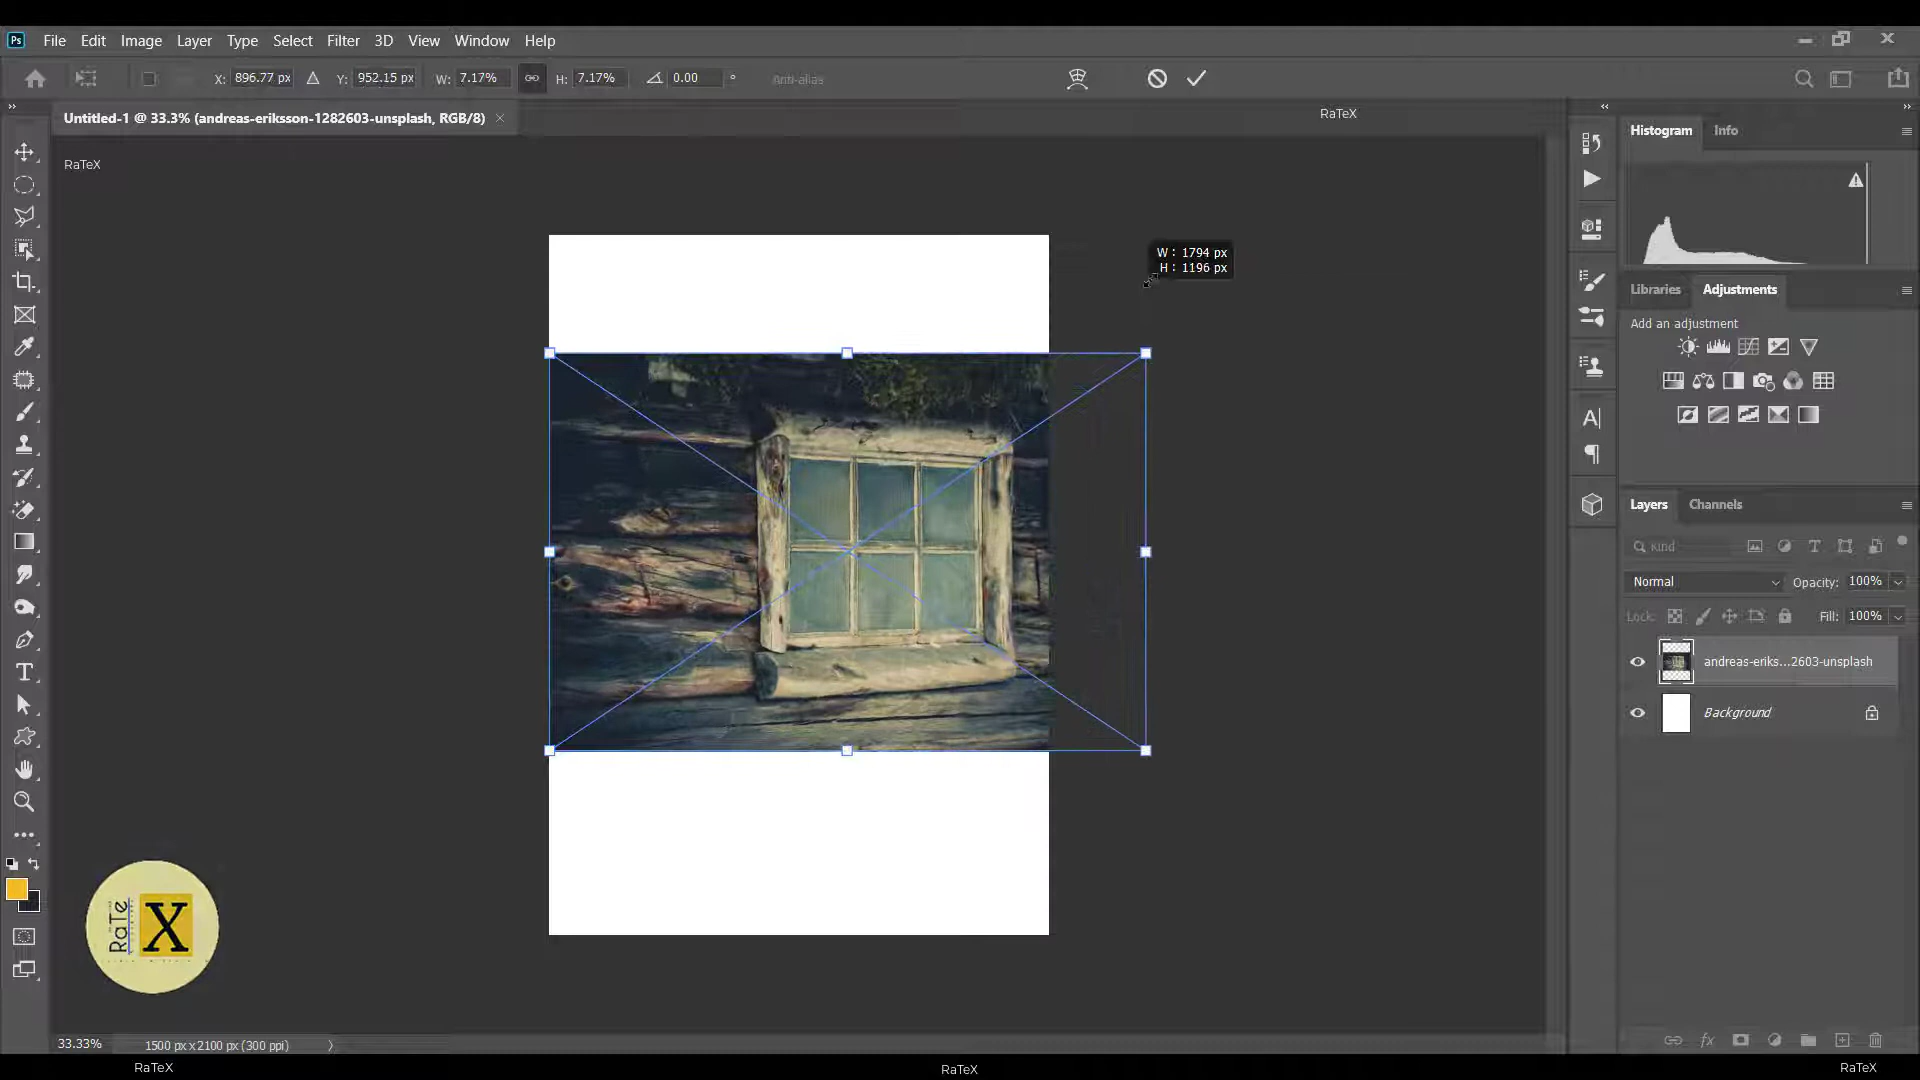 Ps File Edit Image Layer Type Select Filter 3D View Window Help
X: 896.77 px Y: 952.15 px W: 7.17% H: 7.17% 0.00 ° Anti-alias
Untitled-1 @ 33.3% (andreas-eriksson-1282603-unsplash, RGB/8) ×
RaTeX
RaTeX
Histogram Info
W : 1794 px
H : 1196 px
Libraries Adjustments
Add an adjustment
Layers Channels
Kind
Normal Opacity: 100%
Lock: Fill: 100%
andreas-eriks...2603-unsplash
Background
RaTe X
33.33% 1500 px x 2100 px (300 ppi)
RaTeX RaTeX RaTeX